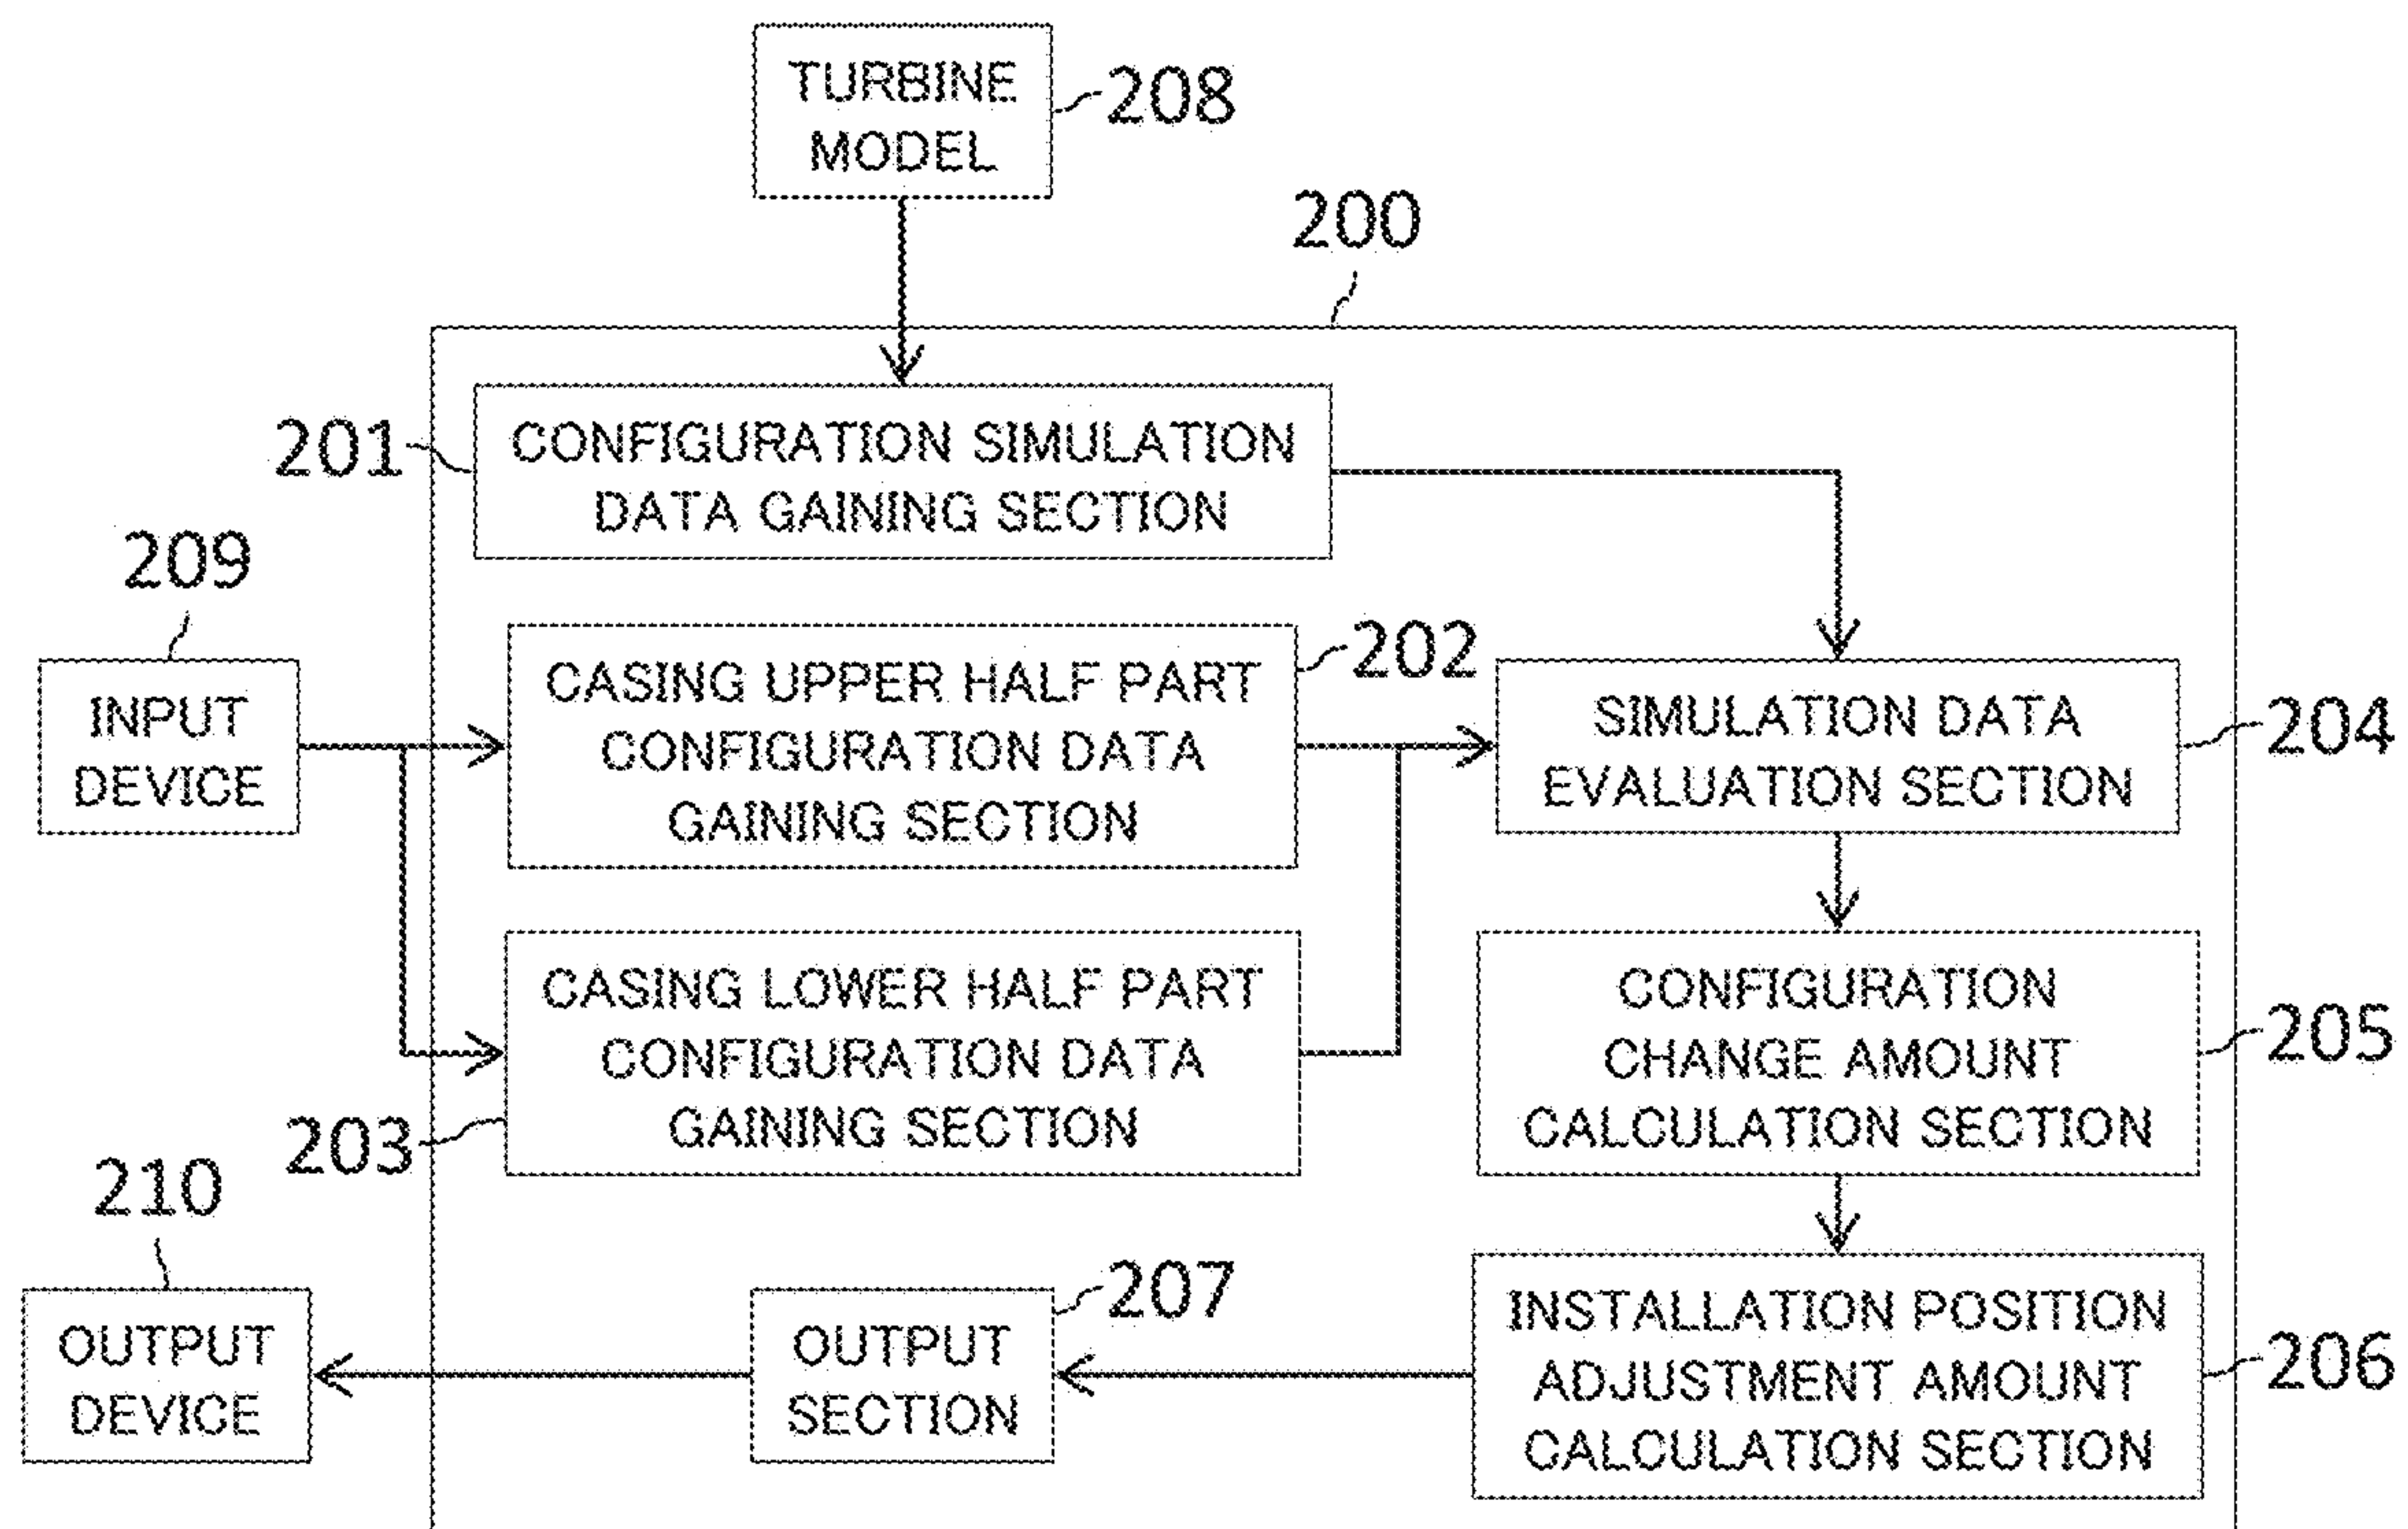 TURBINE
MODEL
208
200
201
CONFIGURATION SIMULATION
DATA GAINING SECTION
209
INPUT
DEVICE
CASING UPPER HALF PART
CONFIGURATION DATA
GAINING SECTION
202
SIMULATION DATA
EVALUATION SECTION
204
CASING LOWER HALF PART
CONFIGURATION DATA
GAINING SECTION
203
CONFIGURATION
CHANGE AMOUNT
CALCULATION SECTION
205
210
OUTPUT
DEVICE
OUTPUT
SECTION
207
INSTALLATION POSITION
ADJUSTMENT AMOUNT
CALCULATION SECTION
206